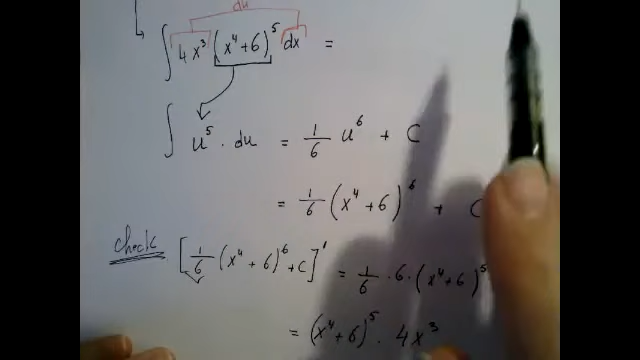 du
∫ 4x³ (x⁴+6)⁵ dx =
∫ u⁵ · du = 1/6 u⁶ + C
= 1/6 (x⁴+6)⁶ + C
check [1/6 (x⁴+6)⁶ + C]' = 1/6 · 6 · (x⁴+6)⁵
= (x⁴+6)⁵ · 4x³